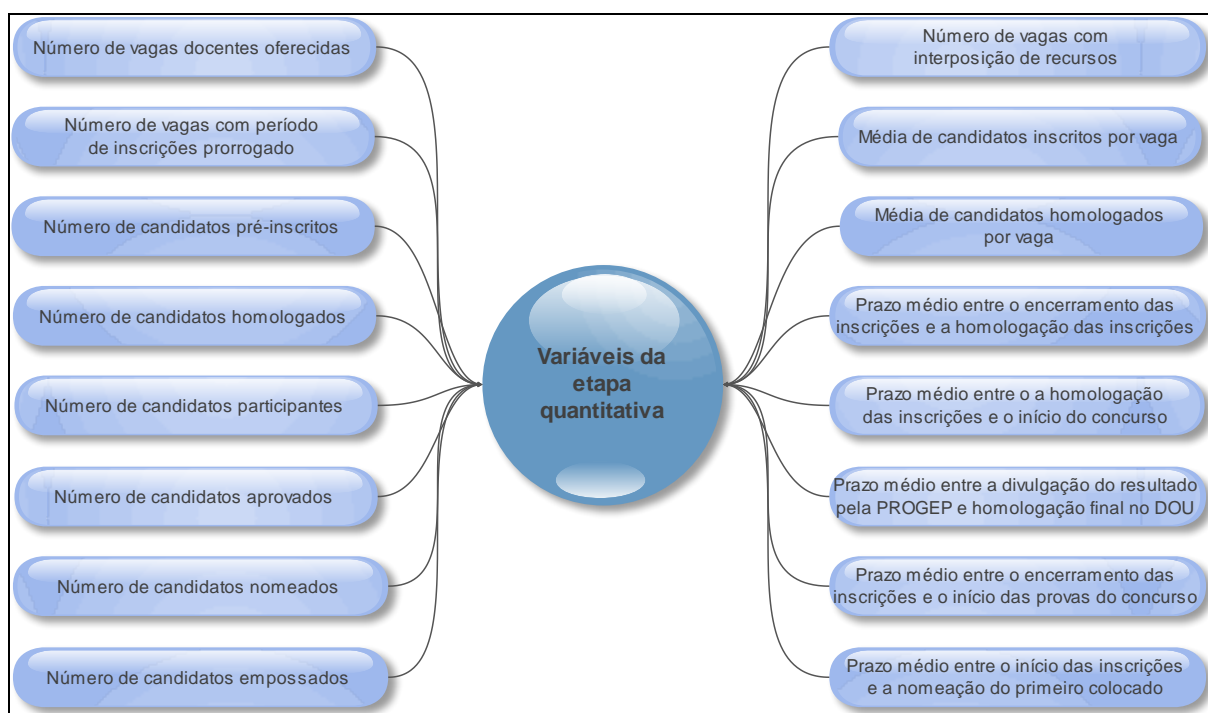 Número de vagas docentes oferecidas
Número de vagas com período
de inscrições prorrogado
Número de candidatos pré-inscritos
Número de candidatos homologados
Número de candidatos participantes
Número de candidatos aprovados
Número de candidatos nomeados
Número de candidatos empossados
Variáveis da
etapa
quantitativa
Número de vagas com
interposição de recursos
Média de candidatos inscritos por vaga
Média de candidatos homologados
por vaga
Prazo médio entre o encerramento das
inscrições e a homologação das inscrições
Prazo médio entre o a homologação
das inscrições e o início do concurso
Prazo médio entre a divulgação do resultado
pela PROGEP e homologação final no DOU
Prazo médio entre o encerramento das
inscrições e o início das provas do concurso
Prazo médio entre o início das inscrições
e a nomeação do primeiro colocado